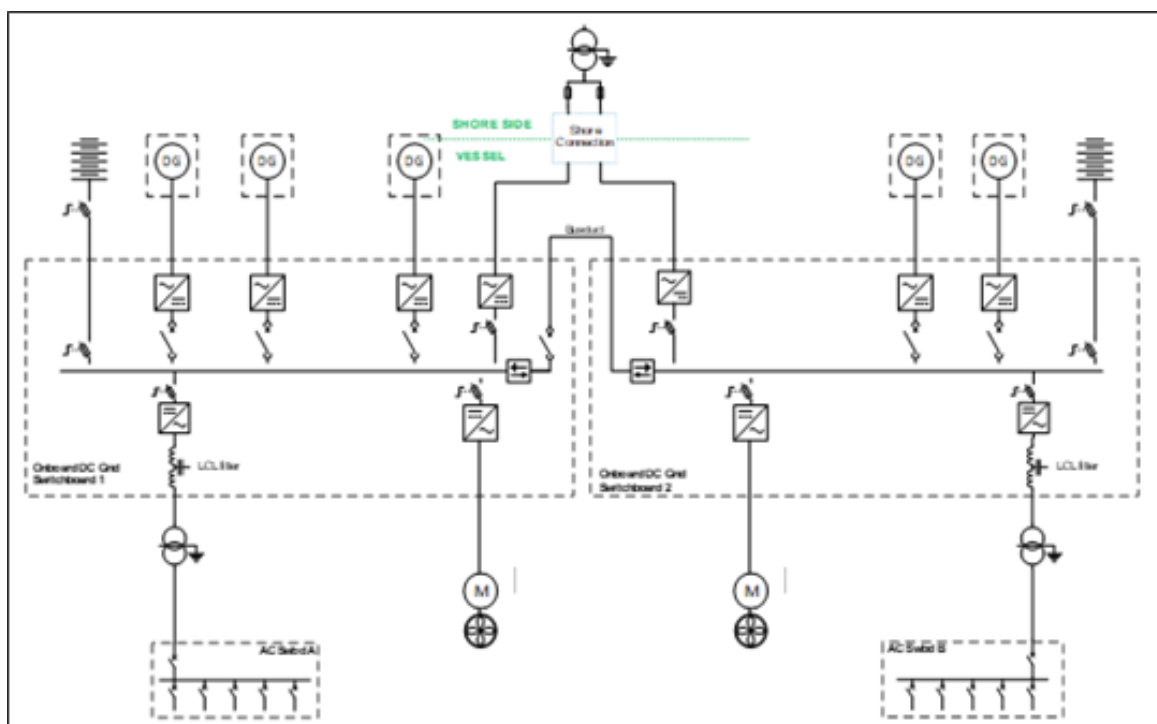 SHORE SIDE
Shore
Connection
VESSEL
DG
DG
DG
DG
DG
Busduct
LCL filter
LCL filter
Onboard DC Grid
Switchboard 1
Onboard DC Grid
Switchboard 2
M
M
AC Swbd A
AC Swbd B